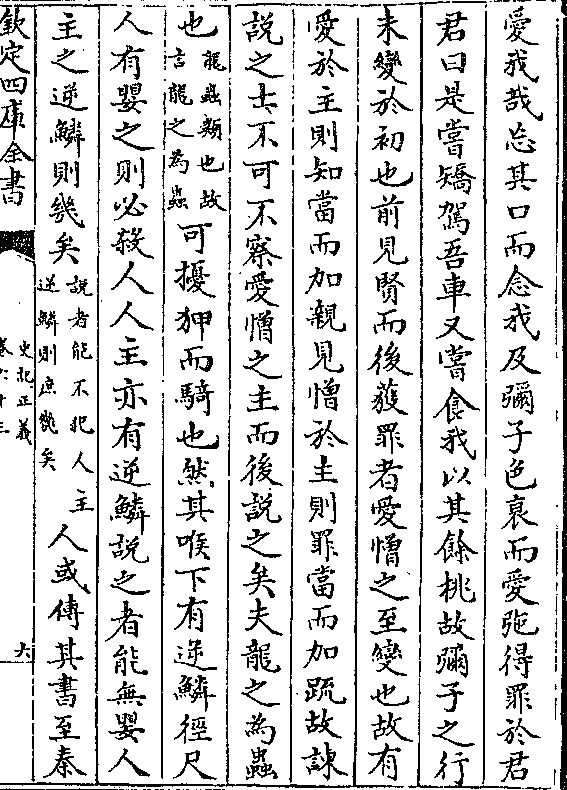 愛我哉忘其口而念我及彌子色衰而愛弛得罪於君
君曰是嘗矯駕吾車又嘗食我以其餘桃故彌子之行
未變於初也前見賢而後獲罪者愛憎之至變也故有
愛於主則知當而加親見憎於主則罪當而加疏故諫
說之士不可不察愛憎之主而後說之矣夫龍之為蟲
也龍蟲類也故言龍之為蟲可擾狎而騎也然其喉下有逆鱗徑尺
人有嬰之則必殺人人主亦有逆鱗說之者能無嬰人
主之逆鱗則幾矣說者能不犯人主逆鱗則庶幾矣人或傳其書至秦
欽定四庫全書
史記正義
卷六十三
六